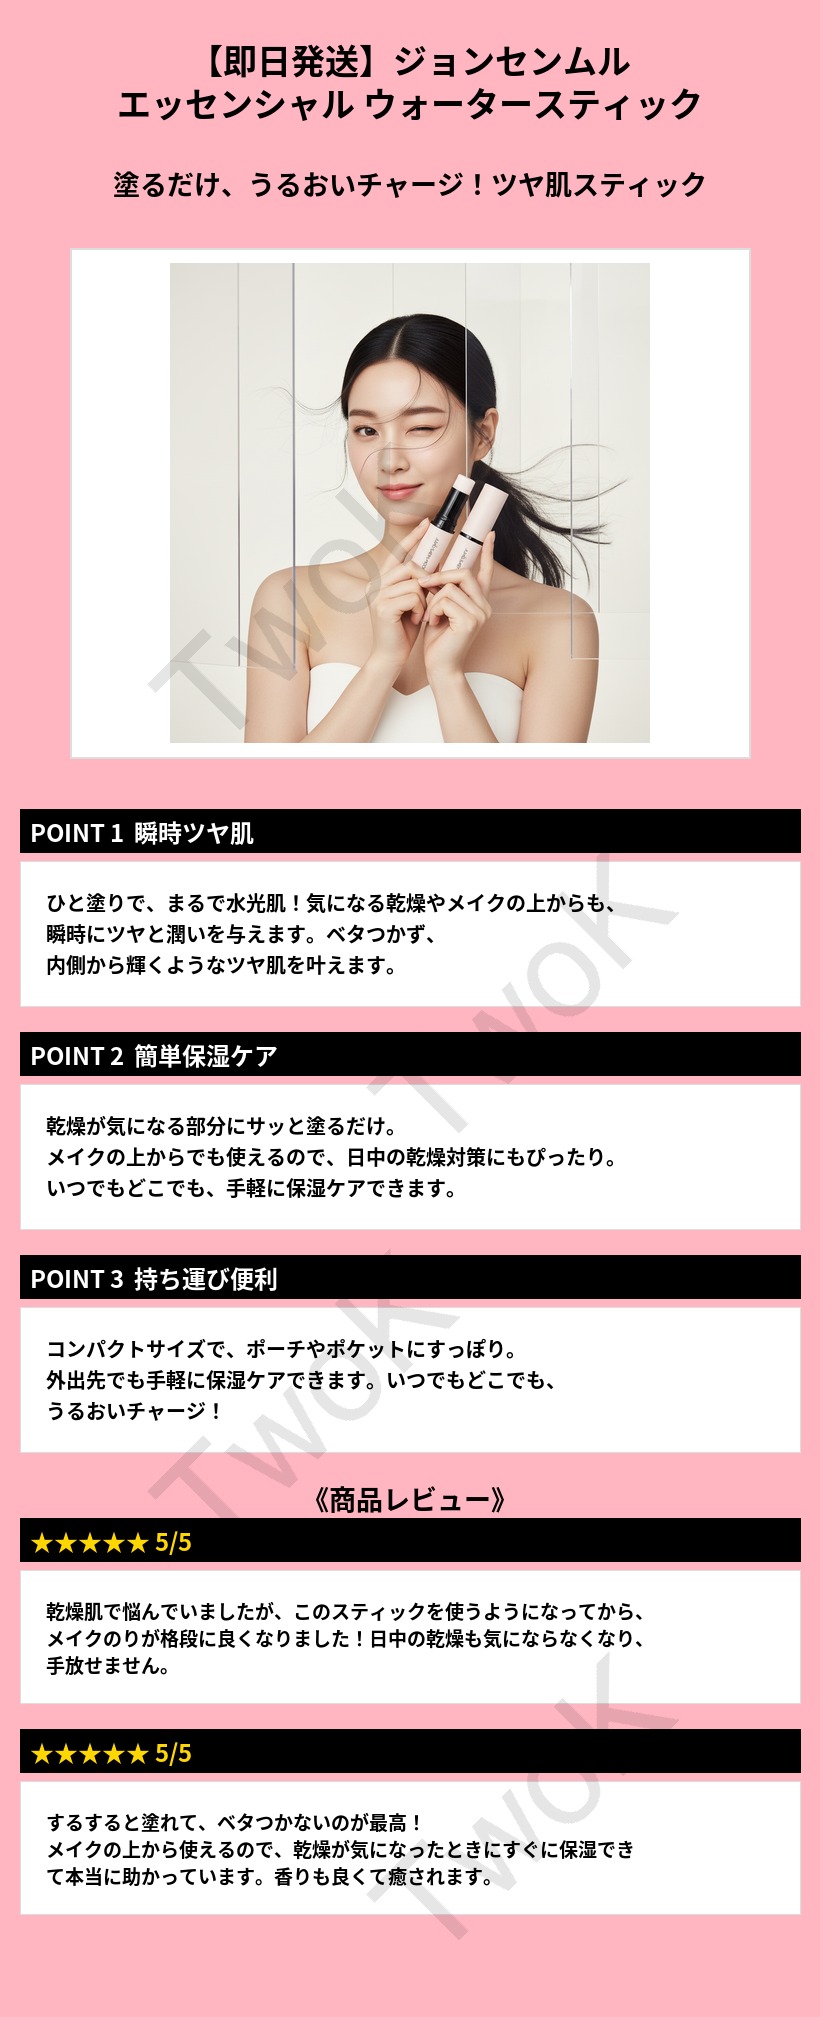 【即日発送】ジョンセンムル
エッセンシャル ウォータースティック
塗るだけ、うるおいチャージ！ツヤ肌スティック
TwoK
POINT 1 瞬時ツヤ肌
ひと塗りで、まるで水光肌！気になる乾燥やメイクの上からも、
瞬時にツヤと潤いを与えます。ベタつかず、
内側から輝くようなツヤ肌を叶えます。
TwoK
POINT 2 簡単保湿ケア
乾燥が気になる部分にサッと塗るだけ。
メイクの上からでも使えるので、日中の乾燥対策にもぴったり。
いつでもどこでも、手軽に保湿ケアできます。
POINT 3 持ち運び便利
コンパクトサイズで、ポーチやポケットにすっぽり。
外出先でも手軽に保湿ケアできます。いつでもどこでも、
うるおいチャージ！
TwoK
《商品レビュー》
★★★★★ 5/5
乾燥肌で悩んでいましたが、このスティックを使うようになってから、
メイクのりが格段に良くなりました！日中の乾燥も気にならなくなり、
手放せません。
★★★★★ 5/5
するすると塗れて、ベタつかないのが最高！
メイクの上から使えるので、乾燥が気になったときにすぐに保湿でき
て本当に助かっています。香りも良くて癒されます。
TwoK